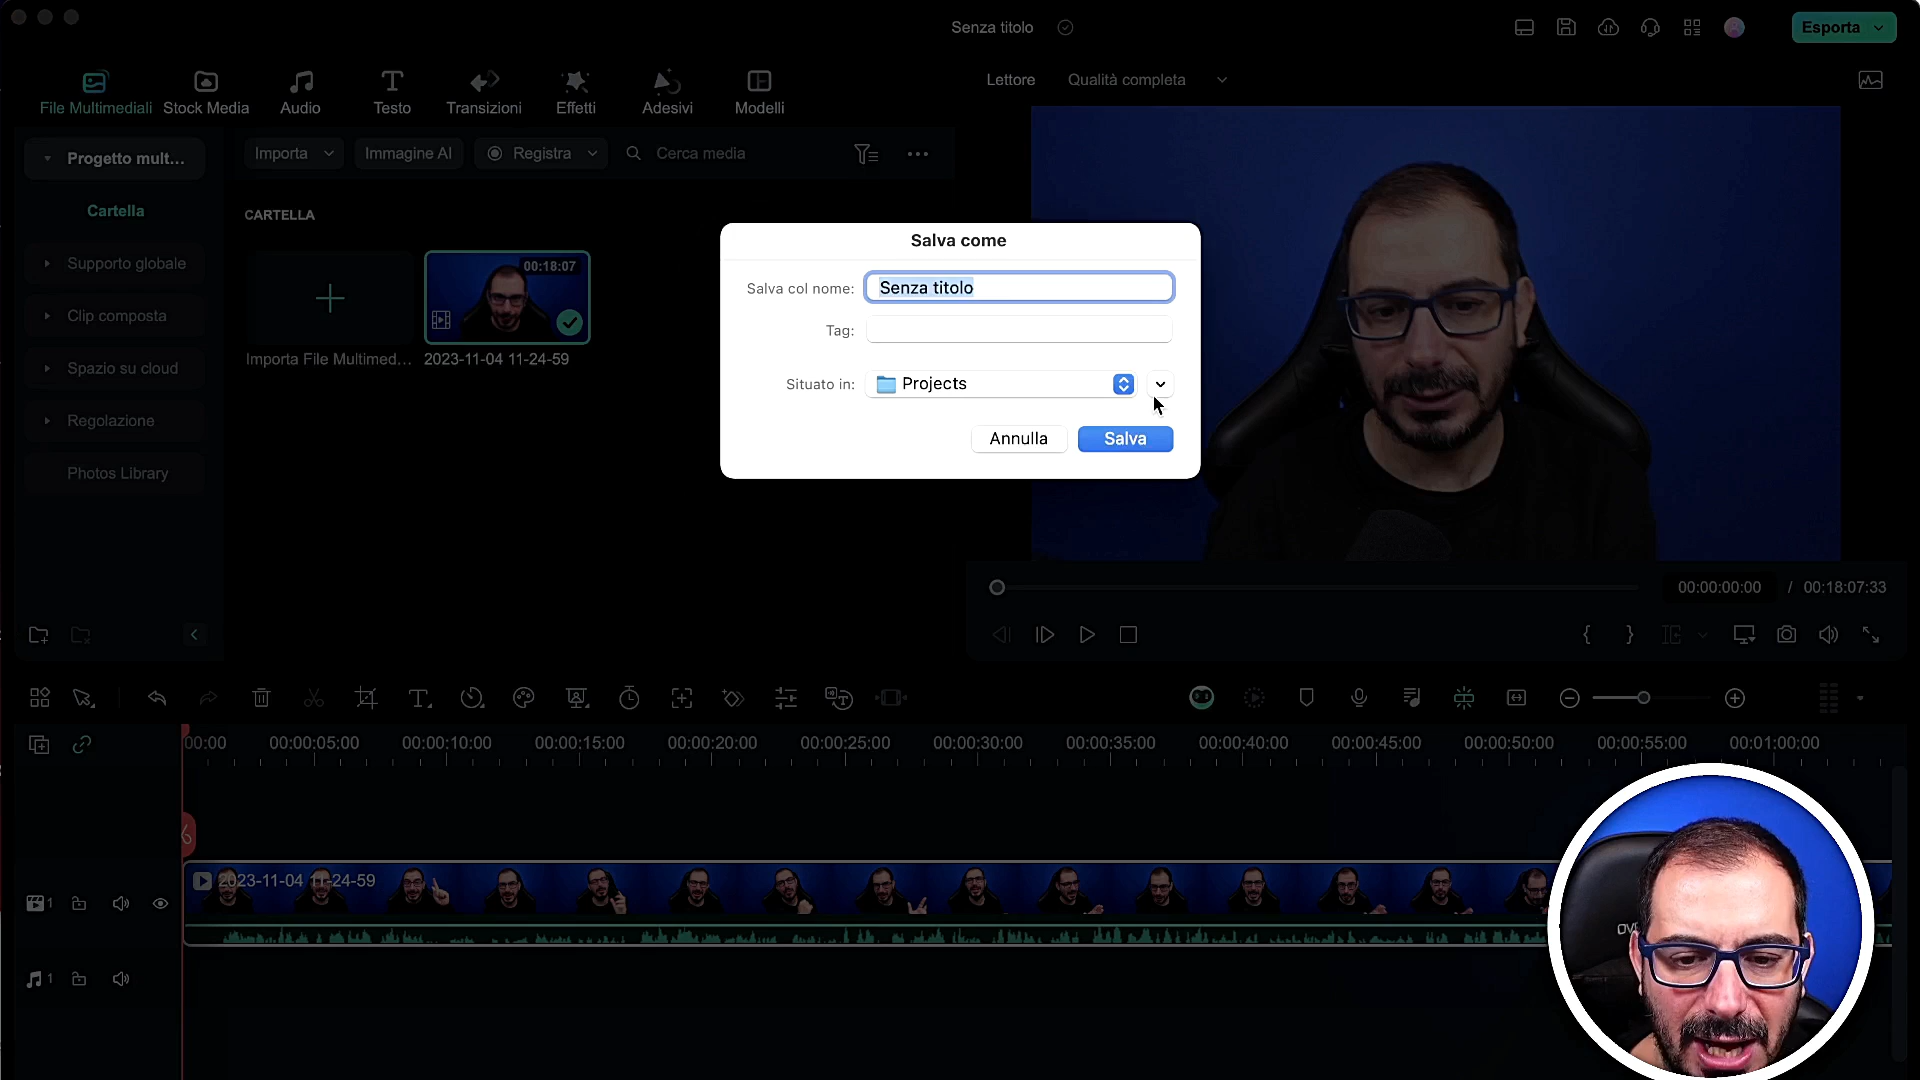 Senza titolo
Esporta
File Multimediali
Stock Media
Audio
Testo
Transizioni
Effetti
Adesivi
Modelli
Lettore
Qualità completa
Progetto mult...
Importa
Immagine AI
Registra
Cerca media
Cartella
CARTELLA
Supporto globale
Clip composta
Spazio su cloud
Regolazione
Photos Library
00:18:07
Importa File Multimed...
2023-11-04 11-24-59
Salva come
Salva col nome:
Senza titolo
Tag:
Situato in:
Projects
Annulla
Salva
00:00:00:00 / 00:18:07:33
00:00
00:00:05:00
00:00:10:00
00:00:15:00
00:00:20:00
00:00:25:00
00:00:30:00
00:00:35:00
00:00:40:00
00:00:45:00
00:00:50:00
00:00:55:00
00:01:00:00
2023-11-04 11-24-59
1
1